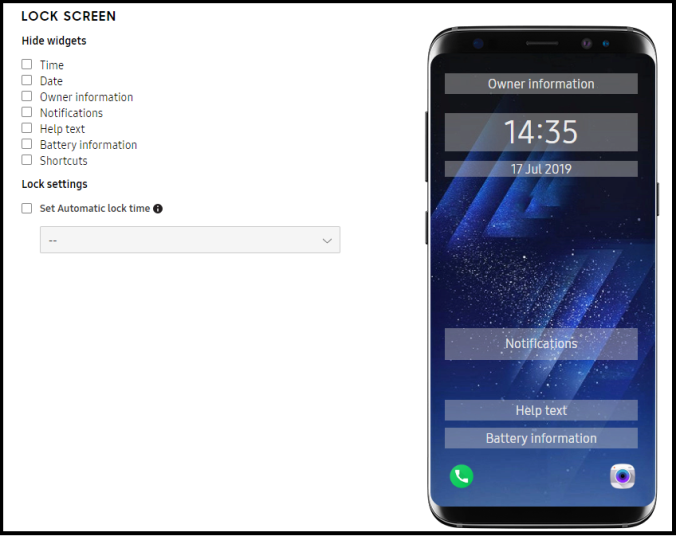 LOCK SCREEN
Hide widgets
Time
Date
Owner information
Notifications
Help text
Battery information
Shortcuts
Lock settings
Set Automatic lock time
--
Owner information
14:35
17 Jul 2019
Notifications
Help text
Battery information